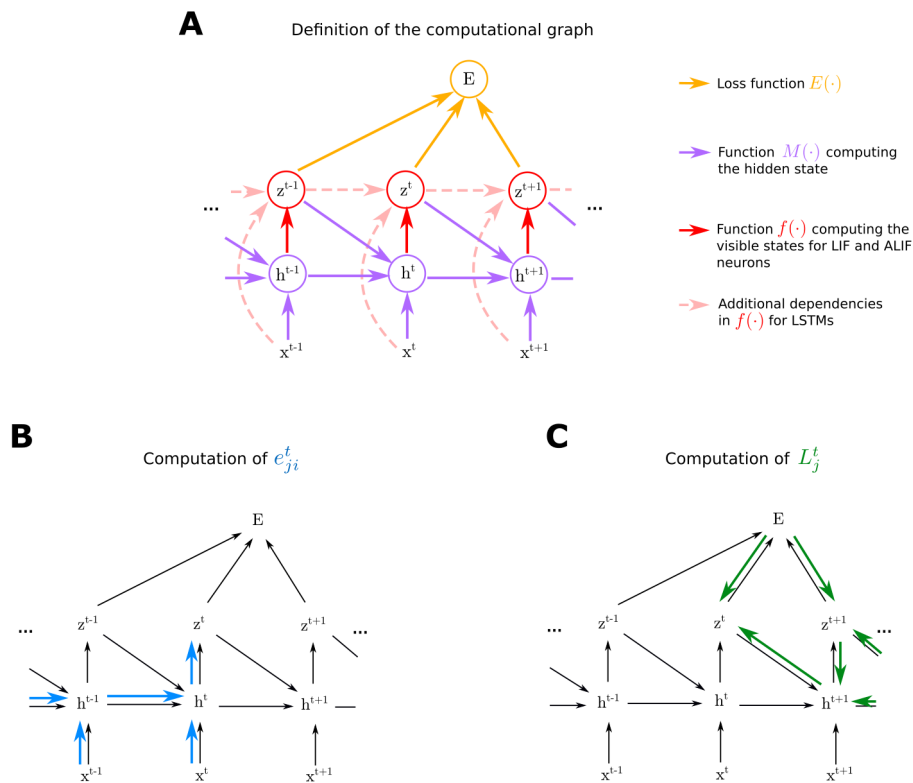 A
Definition of the computational graph
E
Loss function E(·)
Function M(·) computing
the hidden state
z^{t-1} z^t z^{t+1}
... ...
Function f(·) computing the
visible states for LIF and ALIF
neurons
h^{t-1} h^t h^{t+1}
Additional dependencies
in f(·) for LSTMs
x^{t-1} x^t x^{t+1}
B
Computation of e^t_{ji}
E
z^{t-1} z^t z^{t+1}
... ...
h^{t-1} h^t h^{t+1}
x^{t-1} x^t x^{t+1}
C
Computation of L^t_j
E
z^{t-1} z^t z^{t+1}
... ...
h^{t-1} h^t h^{t+1}
x^{t-1} x^t x^{t+1}